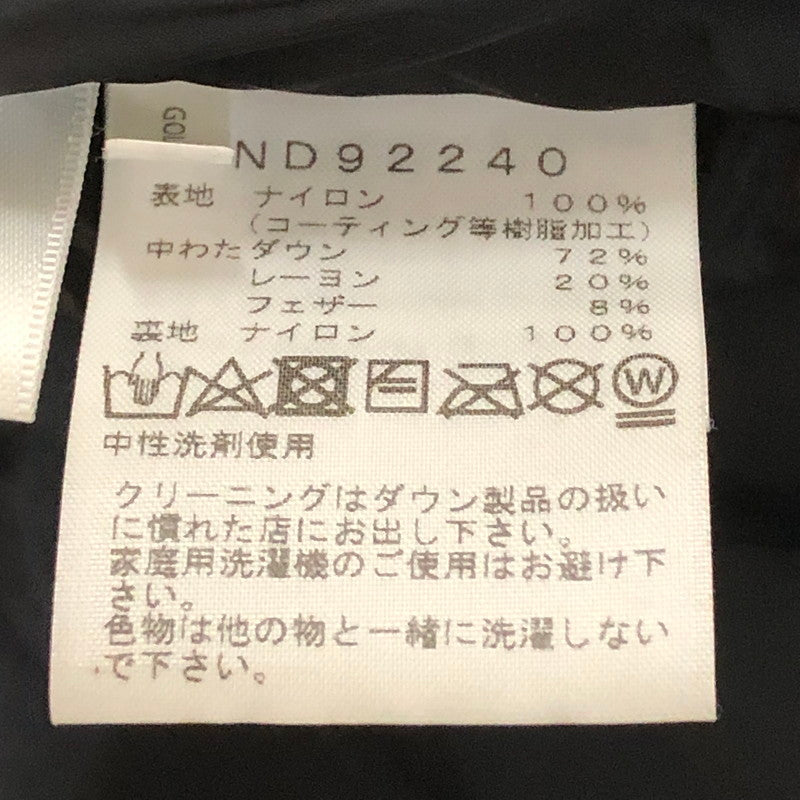 GOL
ND92240
表地 ナイロン 100%
(コーティング等樹脂加工)
中わた ダウン 72%
レーヨン 20%
フェザー 8%
裏地 ナイロン 100%
W
中性洗剤使用
クリーニングはダウン製品の扱い
に慣れた店にお出し下さい。
家庭用洗濯機のご使用はお避け下
さい。
色物は他の物と一緒に洗濯しない
で下さい。